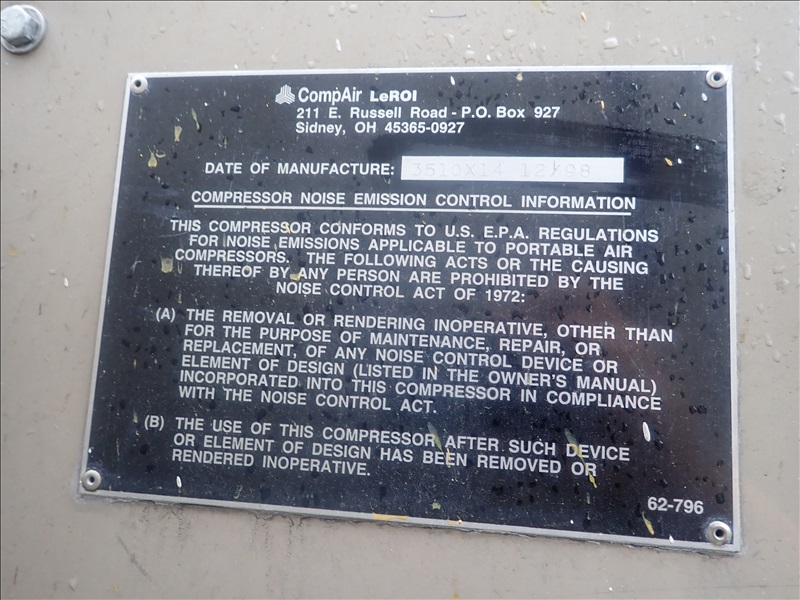 CompAir LeROI
211 E. Russell Road - P.O. Box 927
Sidney, OH 45365-0927
DATE OF MANUFACTURE: 3510X14 12/98
COMPRESSOR NOISE EMISSION CONTROL INFORMATION
THIS COMPRESSOR CONFORMS TO U.S. E.P.A. REGULATIONS
FOR NOISE EMISSIONS APPLICABLE TO PORTABLE AIR
COMPRESSORS. THE FOLLOWING ACTS OR THE CAUSING
THEREOF BY ANY PERSON ARE PROHIBITED BY THE
NOISE CONTROL ACT OF 1972:
(A) THE REMOVAL OR RENDERING INOPERATIVE, OTHER THAN
FOR THE PURPOSE OF MAINTENANCE, REPAIR, OR
REPLACEMENT, OF ANY NOISE CONTROL DEVICE OR
ELEMENT OF DESIGN (LISTED IN THE OWNER'S MANUAL)
INCORPORATED INTO THIS COMPRESSOR IN COMPLIANCE
WITH THE NOISE CONTROL ACT.
(B) THE USE OF THIS COMPRESSOR AFTER SUCH DEVICE
OR ELEMENT OF DESIGN HAS BEEN REMOVED OR
RENDERED INOPERATIVE.
62-796